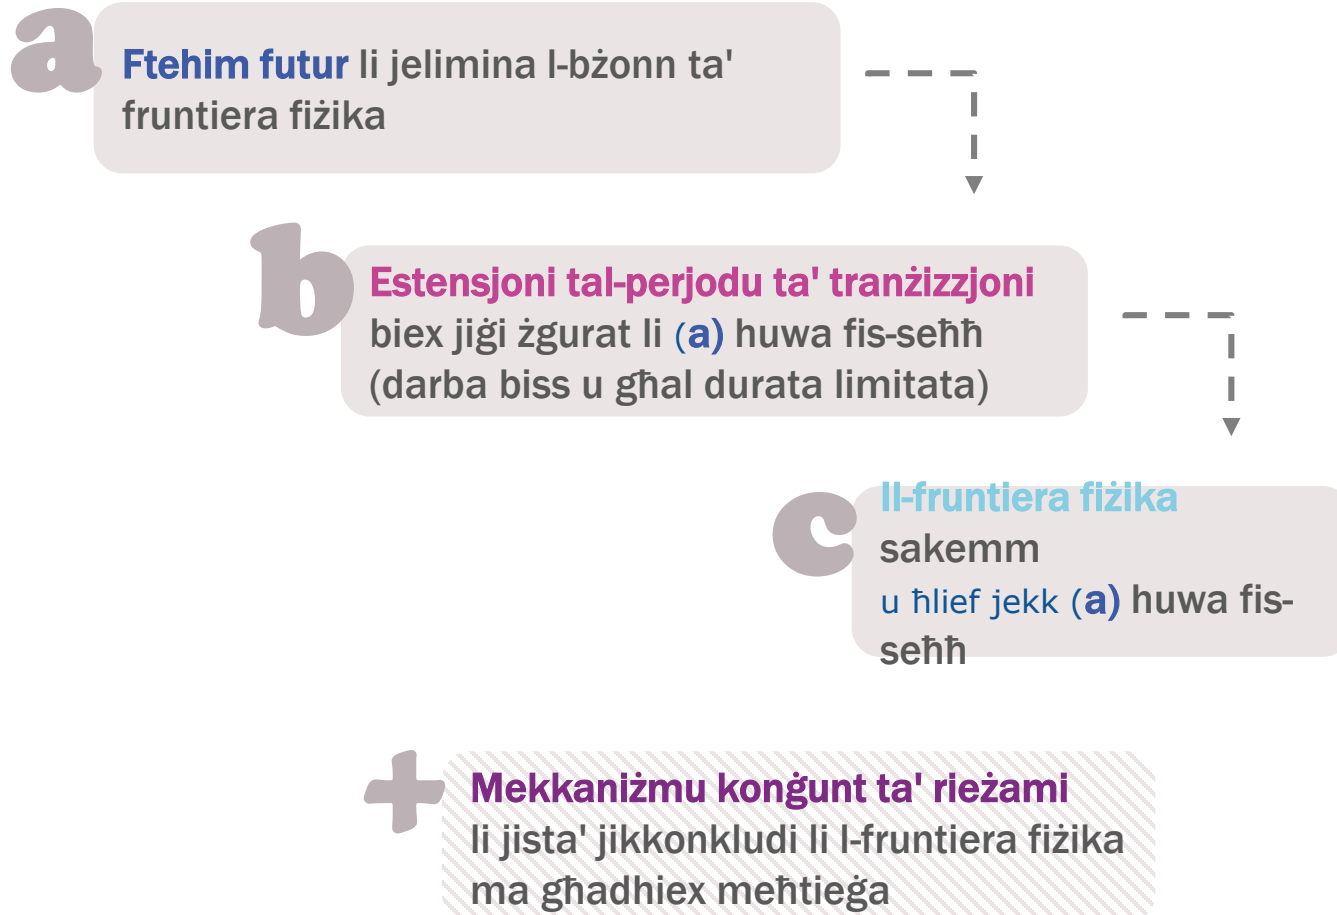 a
Ftehim futur li jelimina l-bżonn ta'
fruntiera fiżika
b
Estensjoni tal-perjodu ta' tranżizzjoni
biex jiġi żgurat li (a) huwa fis-seħħ
(darba biss u għal durata limitata)
c
Il-fruntiera fiżika
sakemm
u ħlief jekk (a) huwa fis-
seħħ
+
Mekkaniżmu konġunt ta' rieżami
li jista' jikkonkludi li l-fruntiera fiżika
ma għadhiex meħtieġa